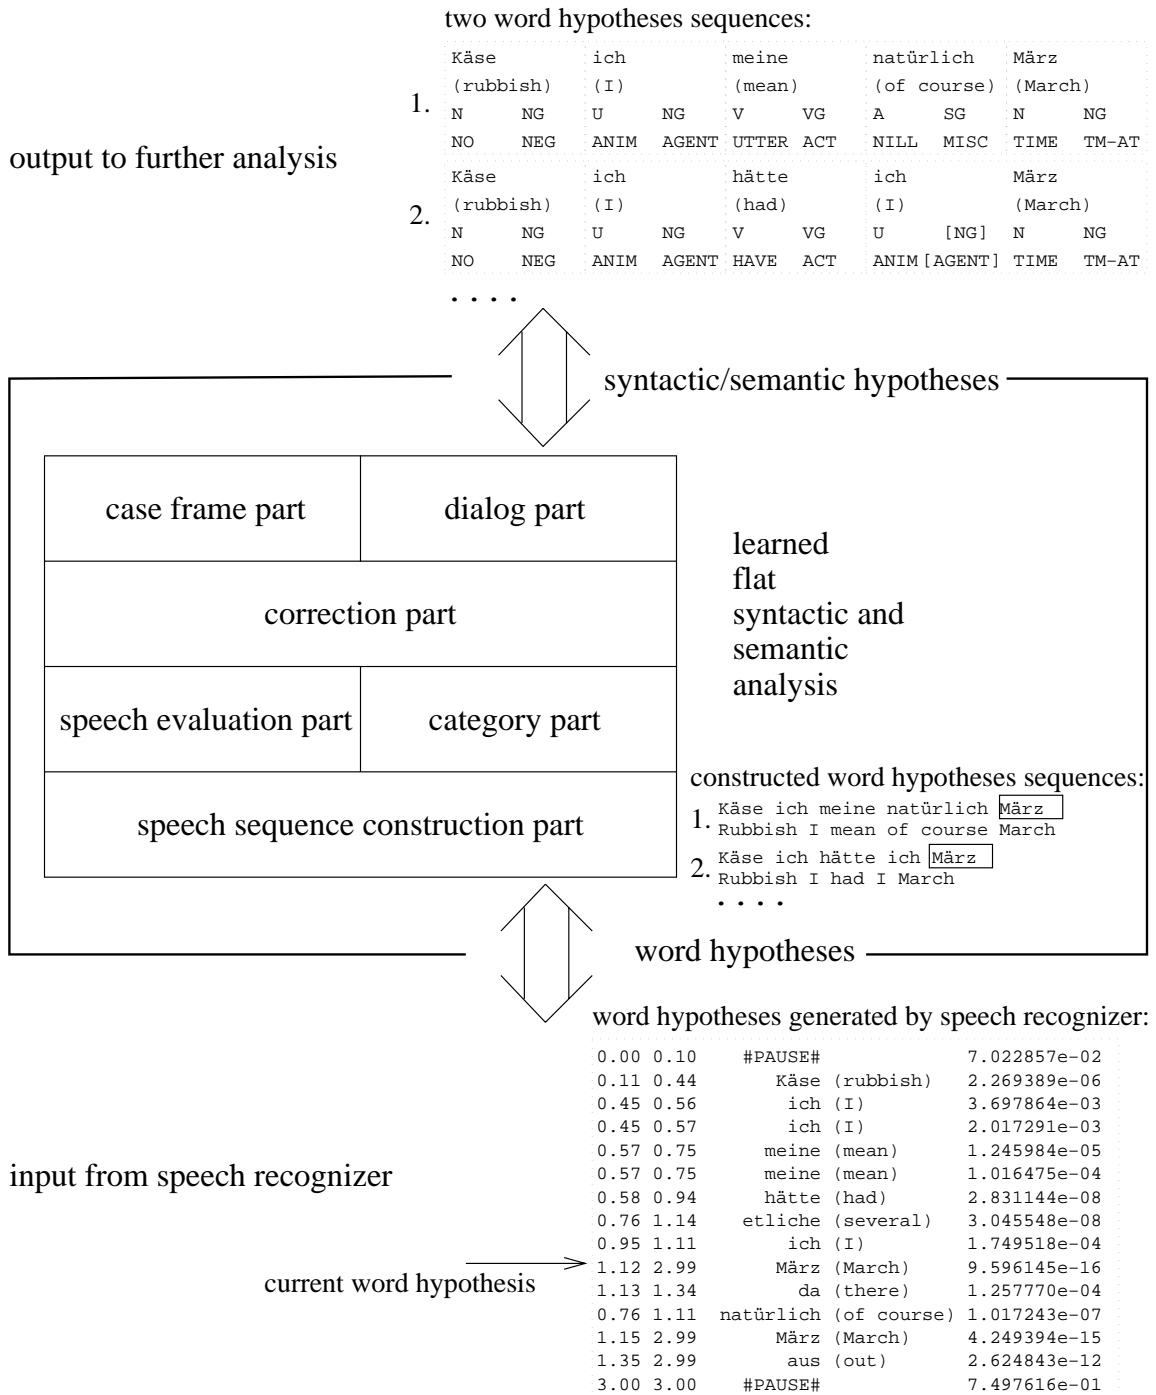 two word hypotheses sequences:
Käse ich meine natürlich März
(rubbish) (I) (mean) (of course) (March)
1.
N NG U NG V VG A SG N NG
NO NEG ANIM AGENT UTTER ACT NILL MISC TIME TM-AT
output to further analysis
Käse ich hätte ich März
(rubbish) (I) (had) (I) (March)
2.
N NG U NG V VG U [NG] N NG
NO NEG ANIM AGENT HAVE ACT ANIM [AGENT] TIME TM-AT
. . . .
syntactic/semantic hypotheses
case frame part dialog part
correction part
speech evaluation part category part
speech sequence construction part
learned
flat
syntactic and
semantic
analysis
constructed word hypotheses sequences:
1. Käse ich meine natürlich März
Rubbish I mean of course March
2. Käse ich hätte ich März
Rubbish I had I March
. . . .
word hypotheses
word hypotheses generated by speech recognizer:
0.00 0.10 #PAUSE# 7.022857e-02
0.11 0.44 Käse (rubbish) 2.269389e-06
0.45 0.56 ich (I) 3.697864e-03
0.45 0.57 ich (I) 2.017291e-03
0.57 0.75 meine (mean) 1.245984e-05
0.57 0.75 meine (mean) 1.016475e-04
0.58 0.94 hätte (had) 2.831144e-08
0.76 1.14 etliche (several) 3.045548e-08
0.95 1.11 ich (I) 1.749518e-04
1.12 2.99 März (March) 9.596145e-16
1.13 1.34 da (there) 1.257770e-04
0.76 1.11 natürlich (of course) 1.017243e-07
1.15 2.99 März (March) 4.249394e-15
1.35 2.99 aus (out) 2.624843e-12
3.00 3.00 #PAUSE# 7.497616e-01
input from speech recognizer
current word hypothesis